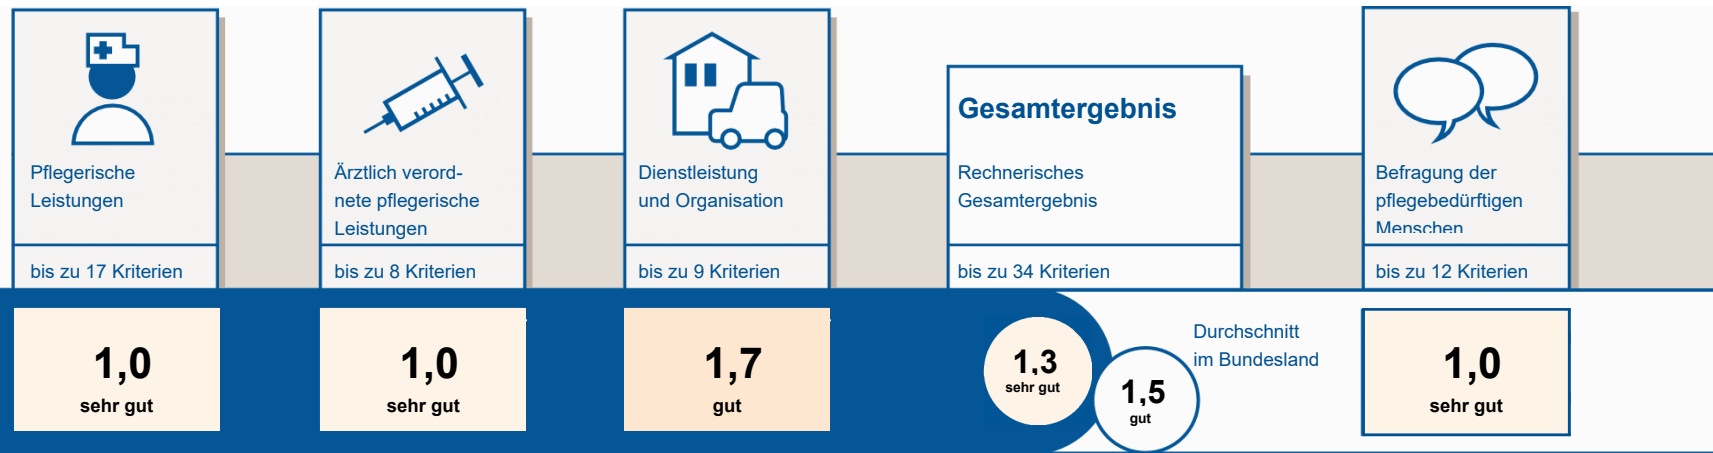 Pflegerische
Leistungen
bis zu 17 Kriterien
1,0
sehr gut
Ärztlich verord-
nete pflegerische
Leistungen
bis zu 8 Kriterien
1,0
sehr gut
Dienstleistung
und Organisation
bis zu 9 Kriterien
1,7
gut
Gesamtergebnis
Rechnerisches
Gesamtergebnis
bis zu 34 Kriterien
1,3
sehr gut
Durchschnitt
im Bundesland
1,5
gut
Befragung der
pflegebedürftigen
Menschen
bis zu 12 Kriterien
1,0
sehr gut